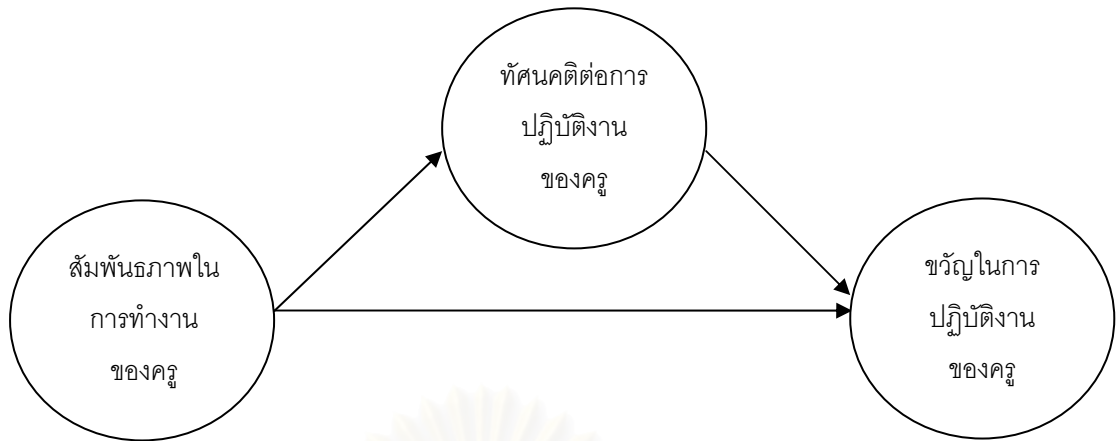 ทัศนคติต่อการ
ปฏิบัติงาน
ของครู
สัมพันธภาพใน
การทำงาน
ของครู
ขวัญในการ
ปฏิบัติงาน
ของครู